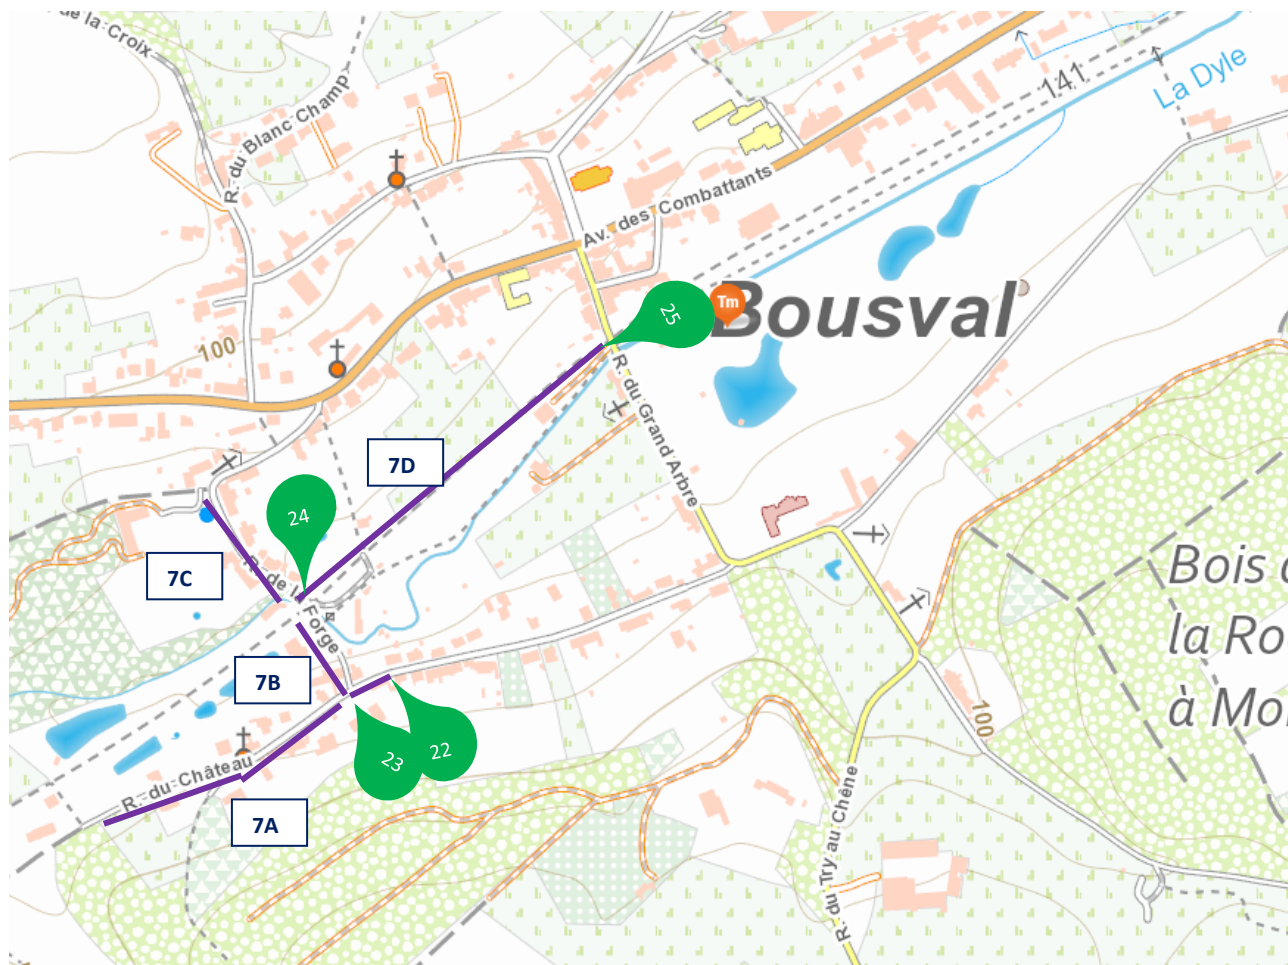 de la Croix
R. du Blanc Champ
141
La Dyle
Av. des Combattants
100
25
Tm
Bousval
R. du Grand Arbre
7D
24
7C
R. de la Forge
7B
Bois d
la Ro
à Mo
100
22
23
R. du Château
7A
R. du Try au Chêne